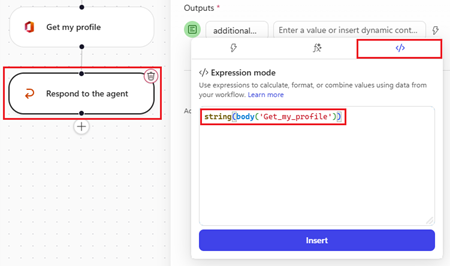 Get my profile
Respond to the agent
Outputs *
additional...
Enter a value or insert dynamic cont...
</> Expression mode
Use expressions to calculate, format, or combine values using data from
your workflow. Learn more
Ad
string(body('Get_my_profile'))
Insert